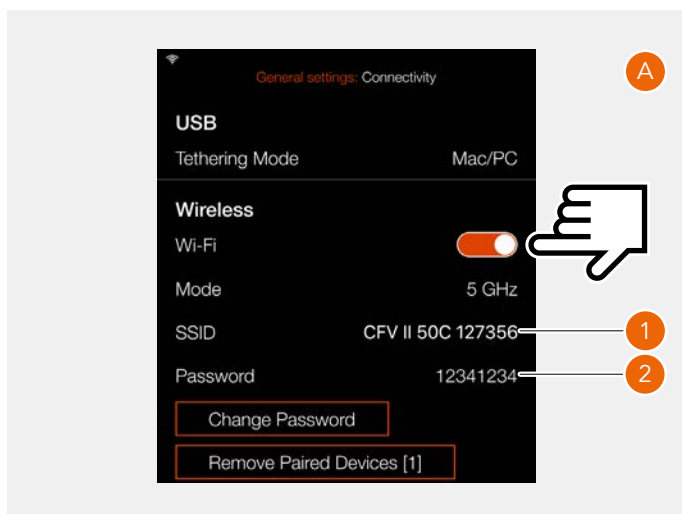 General settings: Connectivity
A
USB
Tethering Mode Mac/PC
Wireless
Wi-Fi
Mode 5 GHz
SSID CFV II 50C 127356 1
Password 12341234 2
Change Password
Remove Paired Devices [1]